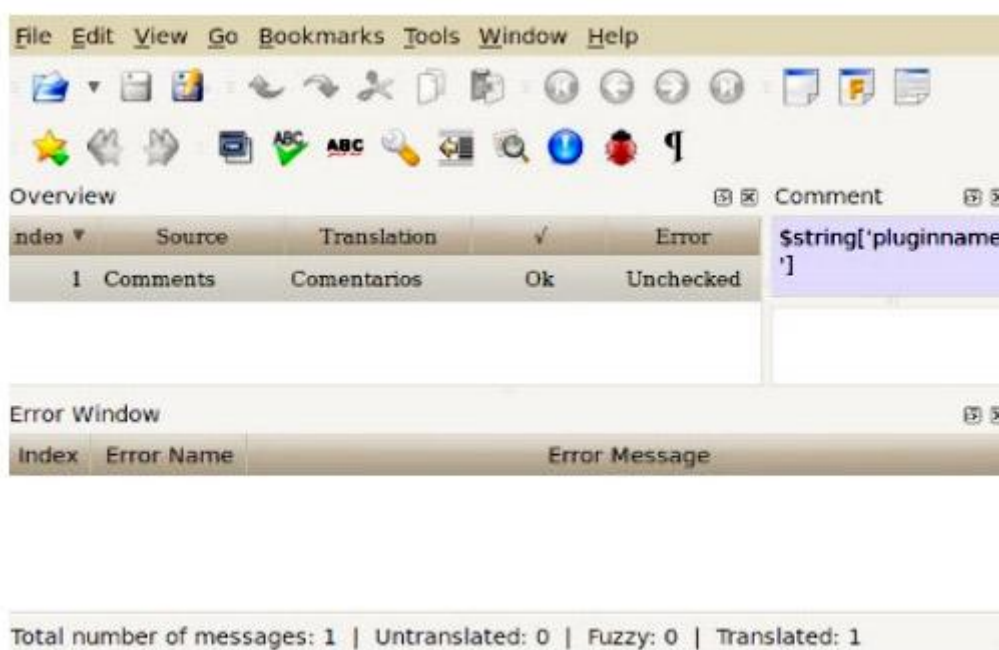 File Edit View Go Bookmarks Tools Window Help
F
ABC ABC ¶
Overview
Comment
ndex Source Translation √ Error
$string['pluginname
']
1 Comments Comentarios Ok Unchecked
Error Window
Index Error Name Error Message
Total number of messages: 1 | Untranslated: 0 | Fuzzy: 0 | Translated: 1